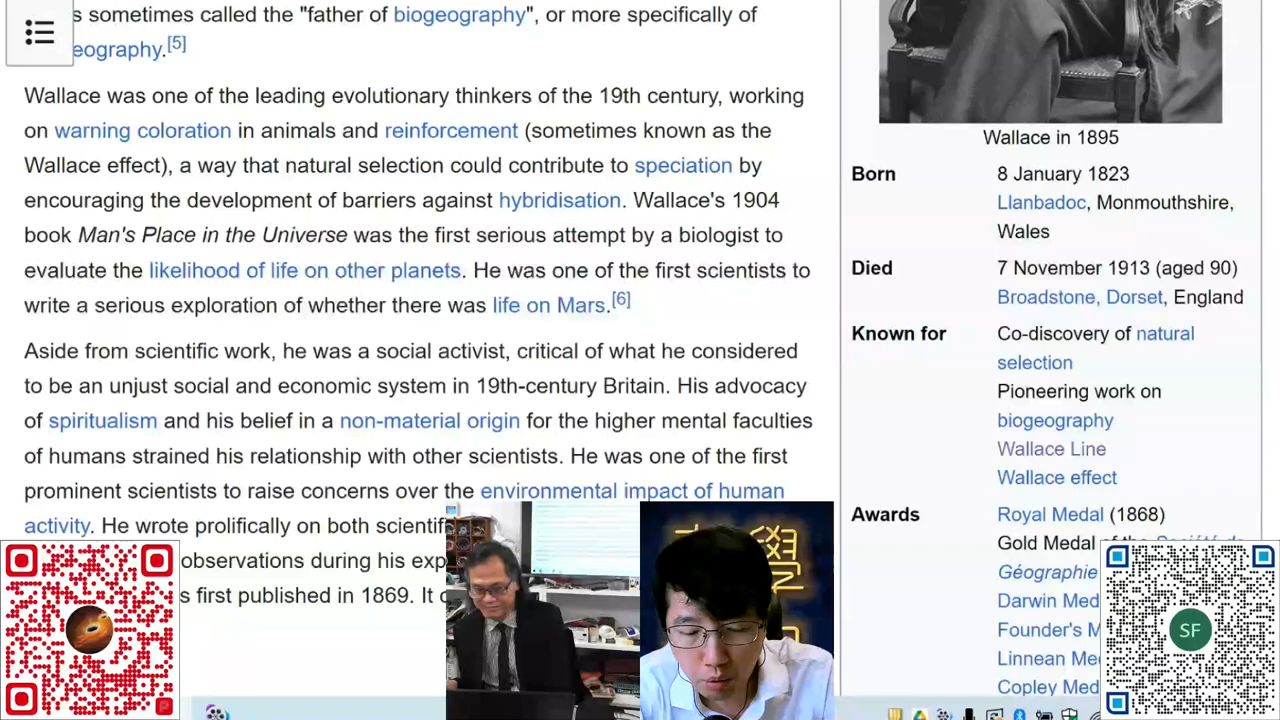 s sometimes called the "father of biogeography", or more specifically of
eography.[5]
Wallace was one of the leading evolutionary thinkers of the 19th century, working
on warning coloration in animals and reinforcement (sometimes known as the
Wallace effect), a way that natural selection could contribute to speciation by
encouraging the development of barriers against hybridisation. Wallace's 1904
book Man's Place in the Universe was the first serious attempt by a biologist to
evaluate the likelihood of life on other planets. He was one of the first scientists to
write a serious exploration of whether there was life on Mars.[6]
Aside from scientific work, he was a social activist, critical of what he considered
to be an unjust social and economic system in 19th-century Britain. His advocacy
of spiritualism and his belief in a non-material origin for the higher mental faculties
of humans strained his relationship with other scientists. He was one of the first
prominent scientists to raise concerns over the environmental impact of human
activity. He wrote prolifically on both scientif
observations during his exp
s first published in 1869. It
Wallace in 1895
Born 8 January 1823
Llanbadoc, Monmouthshire,
Wales
Died 7 November 1913 (aged 90)
Broadstone, Dorset, England
Known for Co-discovery of natural
selection
Pioneering work on
biogeography
Wallace Line
Wallace effect
Awards Royal Medal (1868)
Gold Medal of the Société de
Géographie
Darwin Med
Founder's M
Linnean Me
Copley Med
SF